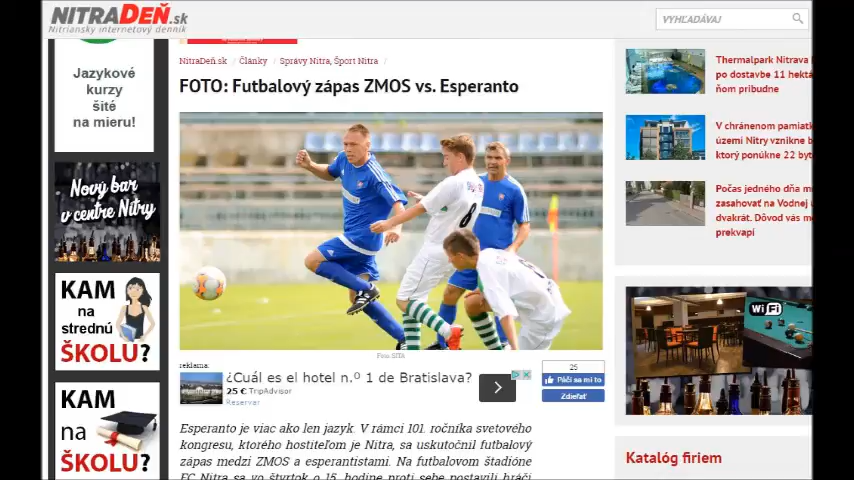 NITRADEŇ.sk
Nitriansky internetový denník
VYHĽADÁVAJ
Jazykové
kurzy
šité
na mieru!
Nový bar
v centre Nitry
KAM
na
strednú
ŠKOLU?
KAM
na
ŠKOLU?
NitraDeň.sk / Články / Správy Nitra, Šport Nitra /
FOTO: Futbalový zápas ZMOS vs. Esperanto
8
Foto: SITA
reklama:
¿Cuál es el hotel n.º 1 de Bratislava?
25 € TripAdvisor
Reservar
25
Páči sa mi to
Zdieľať
Esperanto je viac ako len jazyk. V rámci 101. ročníka svetového
kongresu, ktorého hostiteľom je Nitra, sa uskutočnil futbalový
zápas medzi ZMOS a esperantistami. Na futbalovom štadióne
FC Nitra sa vo štvrtok o 15. hodine proti sebe postavili hráči
Thermalpark Nitrava
po dostavbe 11 hektá
ňom pribudne
V chránenom pamiat
území Nitry vznikne b
ktorý ponúkne 22 byt
Počas jedného dňa m
zasahovať na Vodnej
dvakrát. Dôvod vás m
prekvapí
WiFi
Katalóg firiem